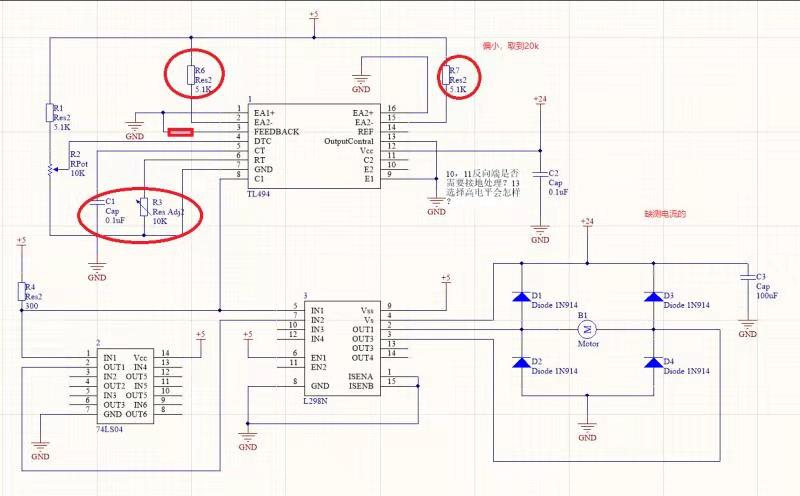 +5
偏小，取到20k
R6
Res2
5.1K
R7
Res2
5.1K
GND
R1
Res2
5.1K
+24
1
1
EA1+
EA2+
16
2
EA2-
EA2-
15
3
FEEDBACK
REF
14
4
DTC
OutputContral
13
5
CT
Vcc
12
6
RT
C2
11
7
GND
E2
10
8
C1
E1
9
TL494
GND
R2
RPot
10K
10，11反向端是否
需要接地处理？13
选择高电平会怎样
？
C2
Cap
0.1uF
GND
GND
C1
Cap
0.1uF
R3
Res Adj2
10K
GND
缺测电流的
+24
+5
R4
Res2
300
+5
3
5
IN1
Vss
9
7
IN2
Vs
4
10
IN3
OUT1
2
12
IN4
OUT2
3
OUT3
13
6
EN1
OUT4
14
11
EN2
8
GND
ISENA
1
ISENB
15
L298N
+5
GND
D1
Diode 1N914
D3
Diode 1N914
C3
Cap
100uF
GND
B1
M
Motor
D2
Diode 1N914
D4
Diode 1N914
GND
2
+5
1
IN1
Vcc
14
2
OUT1
IN4
13
3
IN2
OUT5
12
4
OUT2
IN5
11
5
IN3
OUT5
10
6
OUT3
IN6
9
7
GND
OUT6
8
74LS04
GND